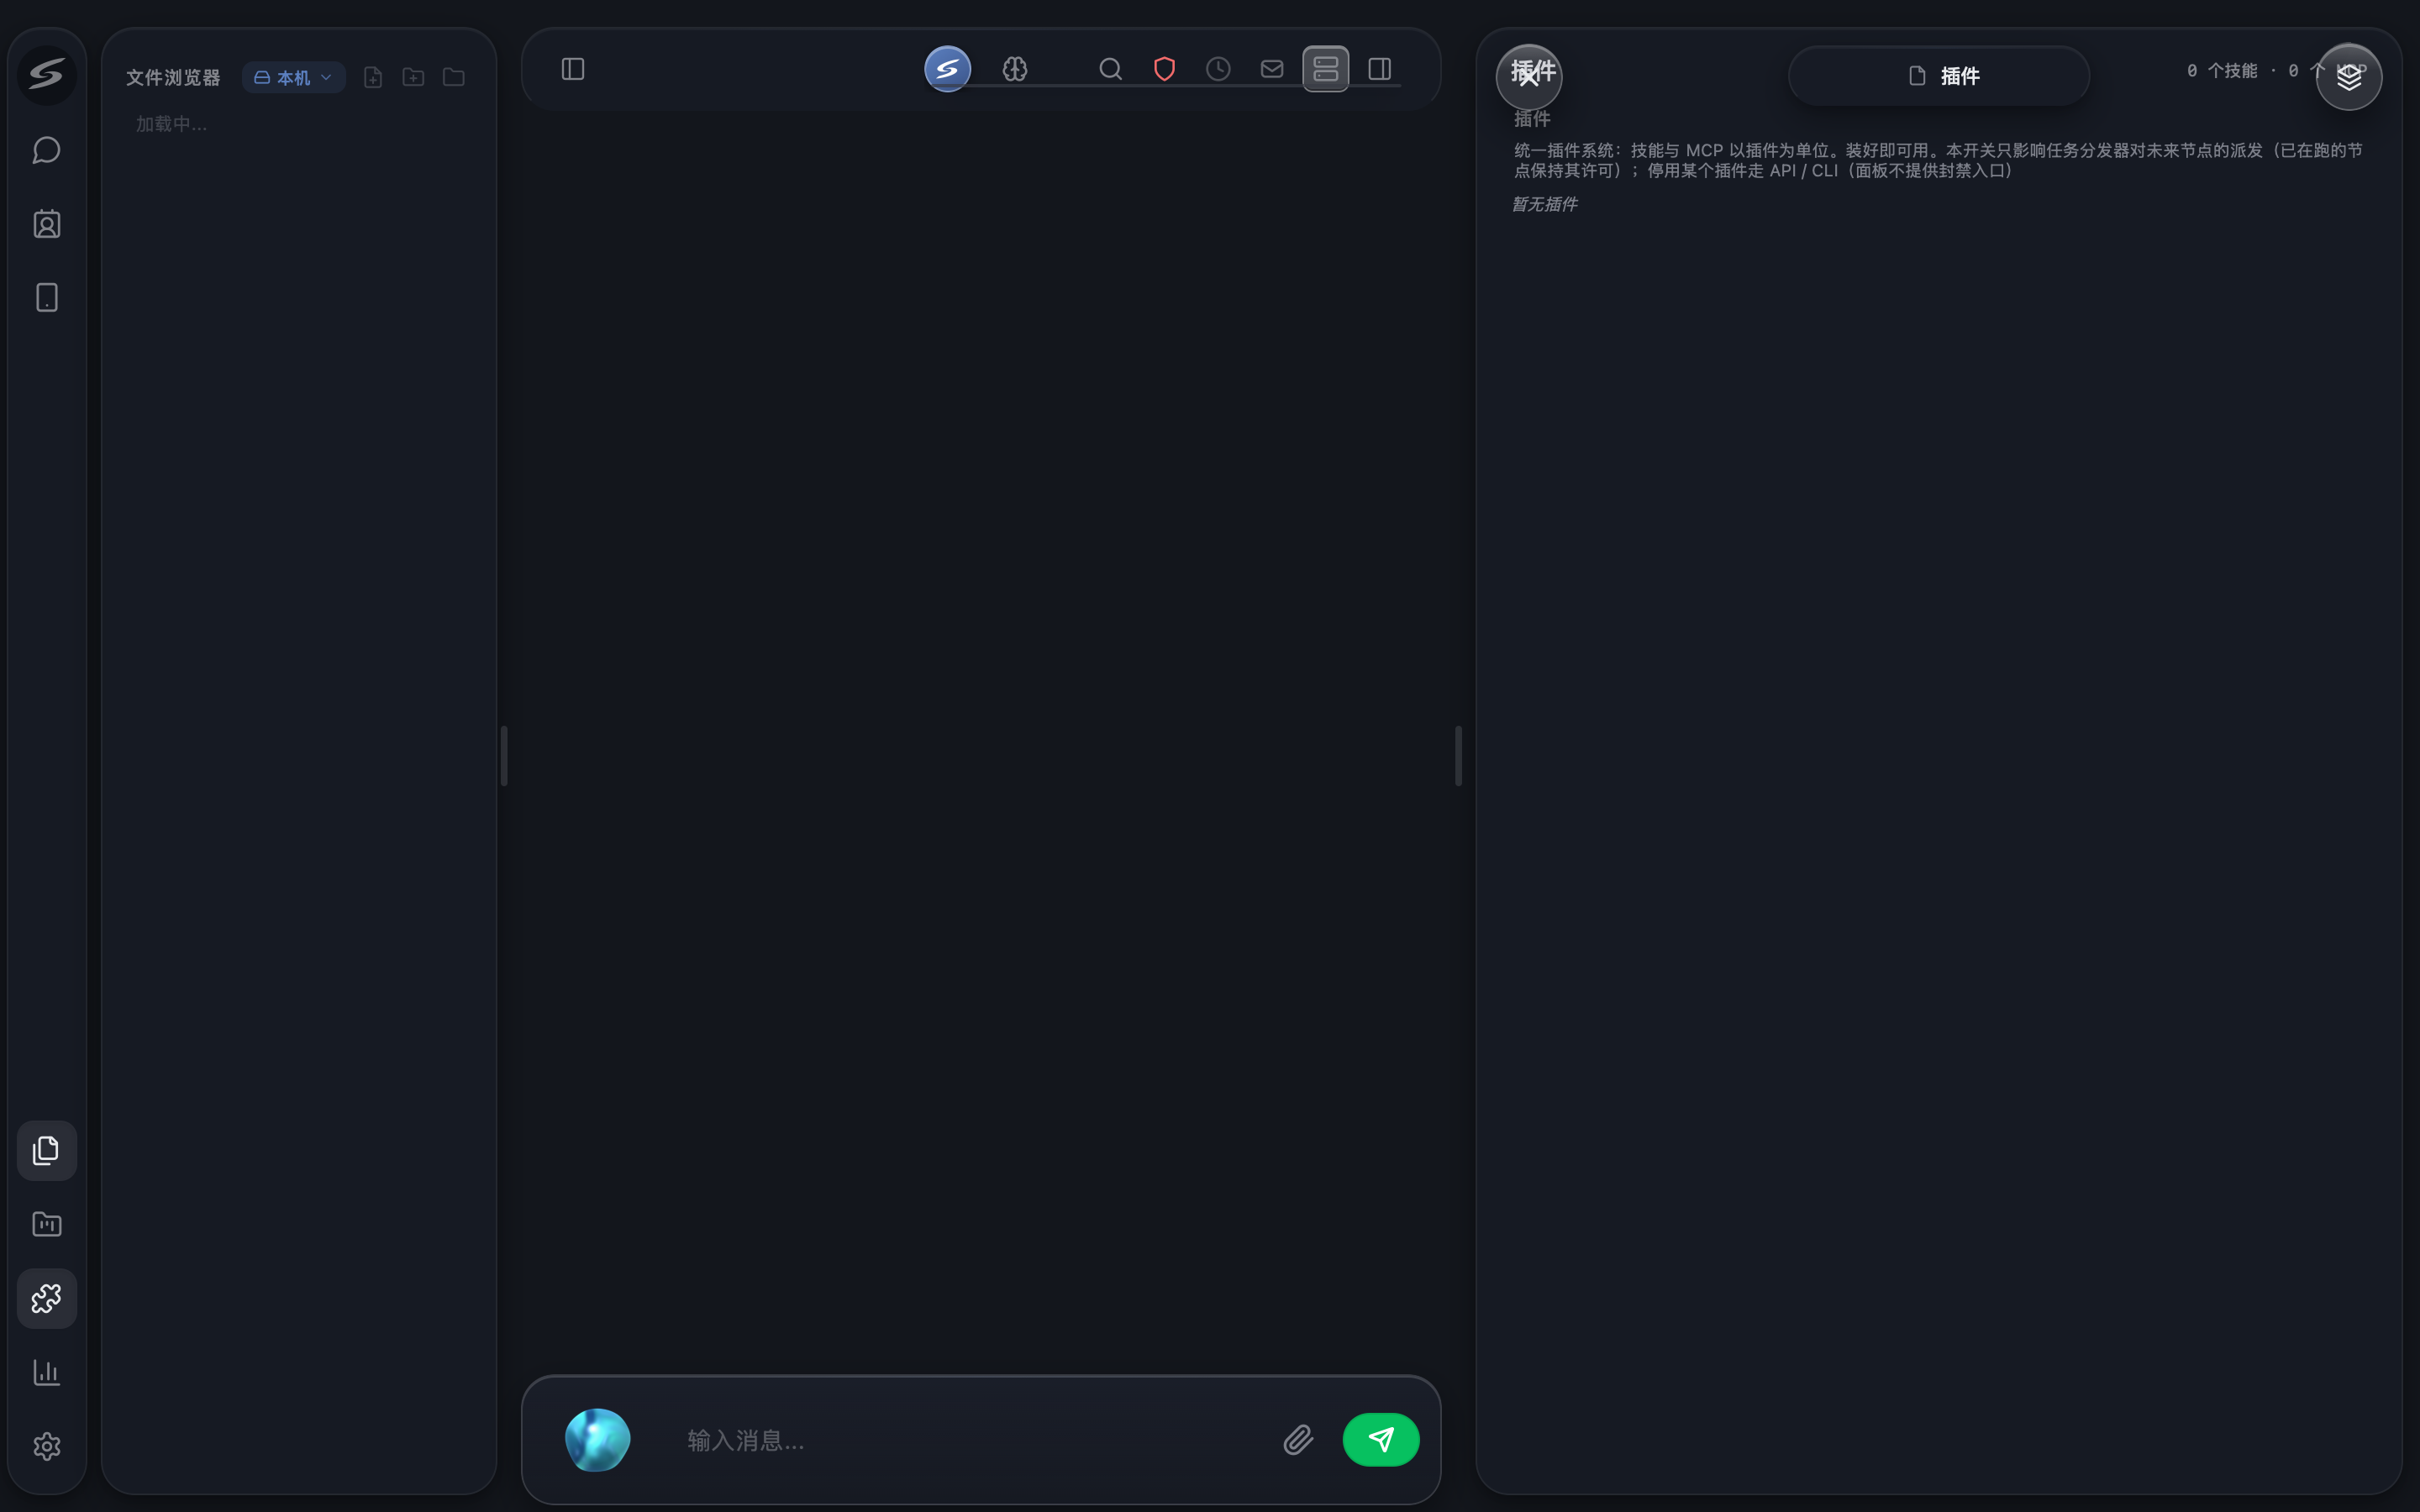 文件浏览器
本机
加载中...
输入消息...
插件
插件
0 个技能 · 0 个 MCP
插件
统一插件系统：技能与 MCP 以插件为单位。装好即可用。本开关只影响任务分发器对未来节点的派发（已在跑的节
点保持其许可）；停用某个插件走 API / CLI（面板不提供封禁入口）
暂无插件